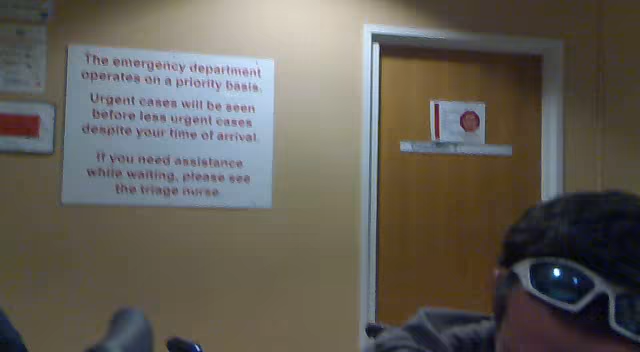 The emergency department
operates on a priority basis.
Urgent cases will be seen
before less urgent cases
despite your time of arrival.
If you need assistance
while waiting, please see
the triage nurse